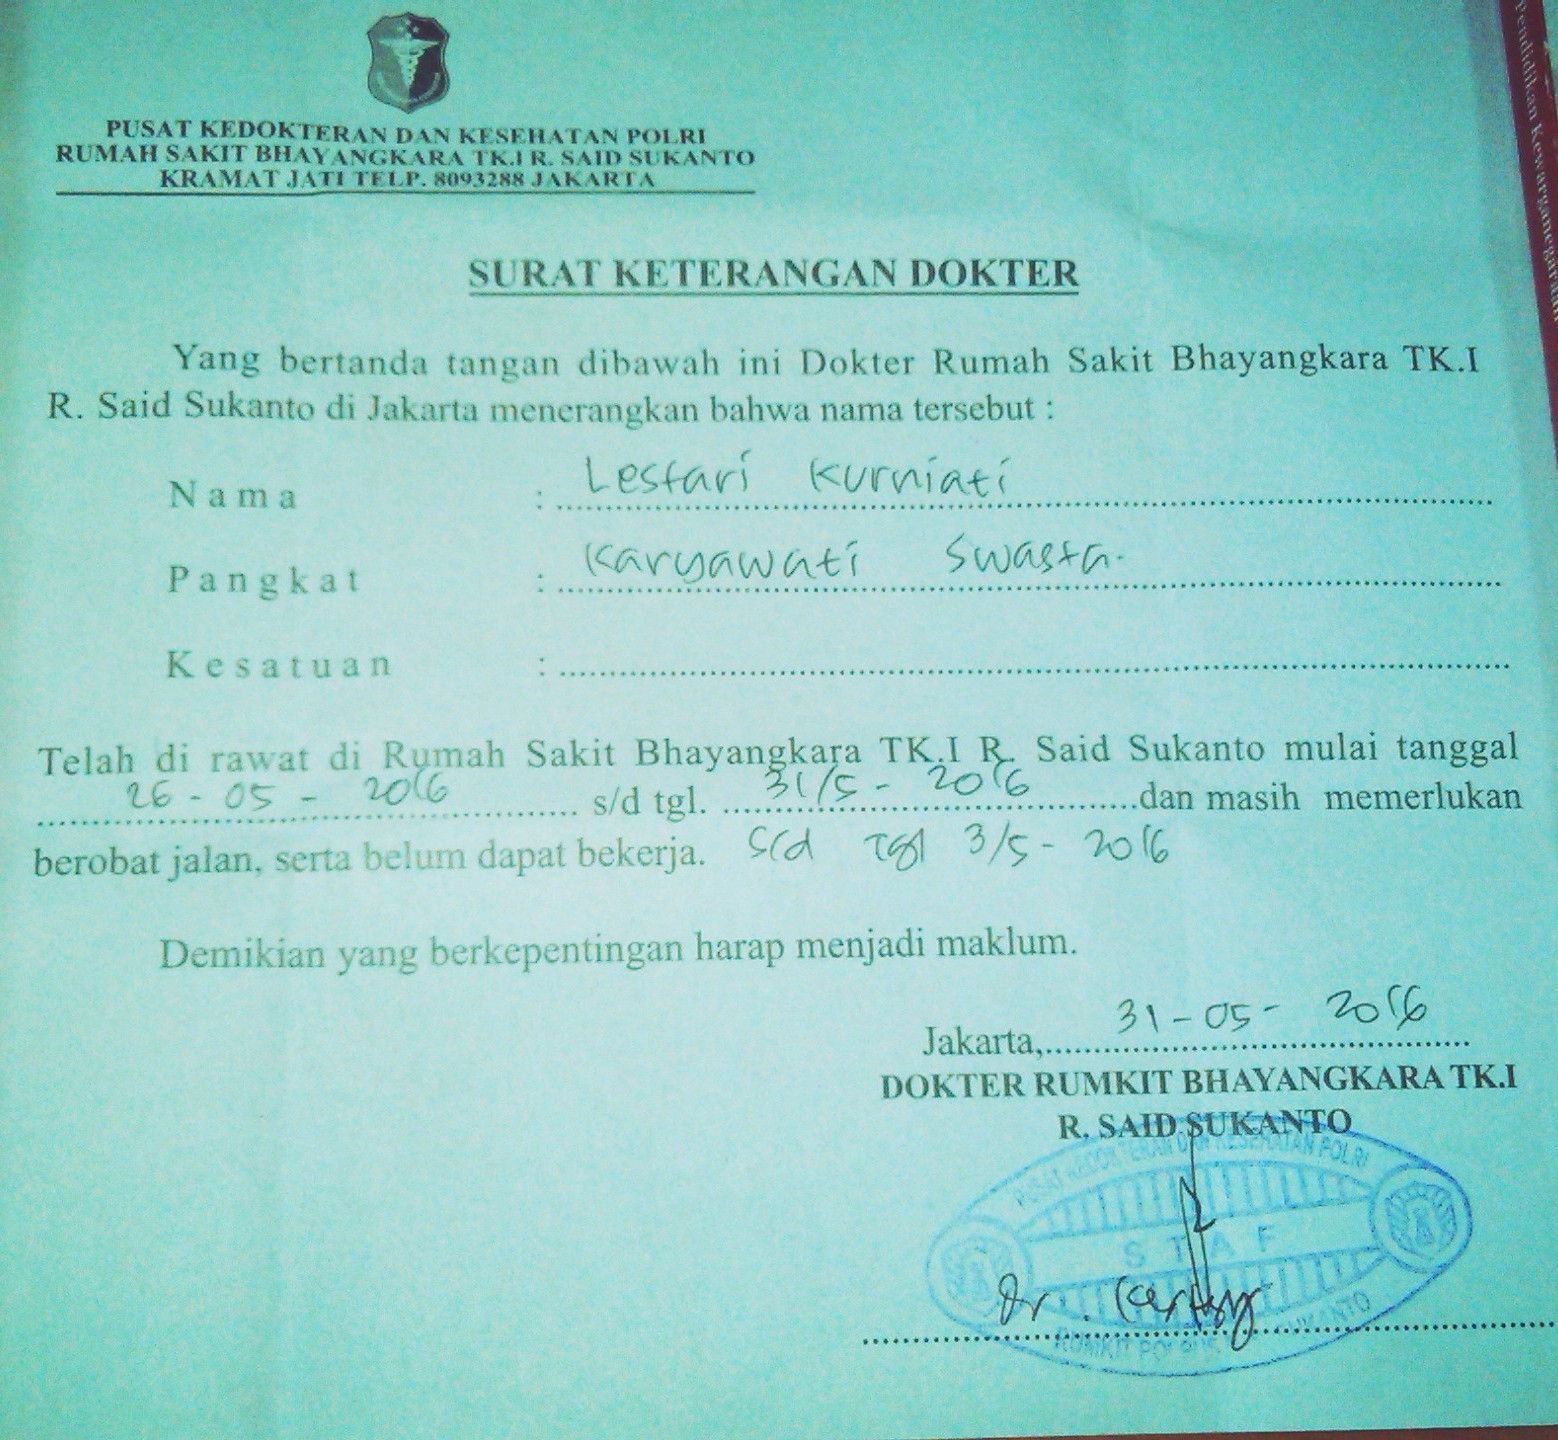 PUSAT KEDOKTERAN DAN KESEHATAN POLRI
RUMAH SAKIT BHAYANGKARA TK.I R. SAID SUKANTO
KRAMAT JATI TELP. 8093288 JAKARTA
Pendidikan Kewarganegaraan
SURAT KETERANGAN DOKTER
Yang bertanda tangan dibawah ini Dokter Rumah Sakit Bhayangkara TK.I
R. Said Sukanto di Jakarta menerangkan bahwa nama tersebut :
Nama : Lestari Kurniati
Pangkat : Karyawati Swasta.
Kesatuan :
Telah di rawat di Rumah Sakit Bhayangkara TK.I R. Said Sukanto mulai tanggal
26 - 05 - 2016 s/d tgl. 31/5 - 2016 dan masih memerlukan
berobat jalan, serta belum dapat bekerja. s/d Tgl 3/5 - 2016
Demikian yang berkepentingan harap menjadi maklum.
Jakarta, 31-05- 2016
DOKTER RUMKIT BHAYANGKARA TK.I
R. SAID SUKANTO
PUSAT KEDOKTERAN DAN KESEHATAN POLRI
STAF
dr.
RUMKIT POLPUS SUKANTO